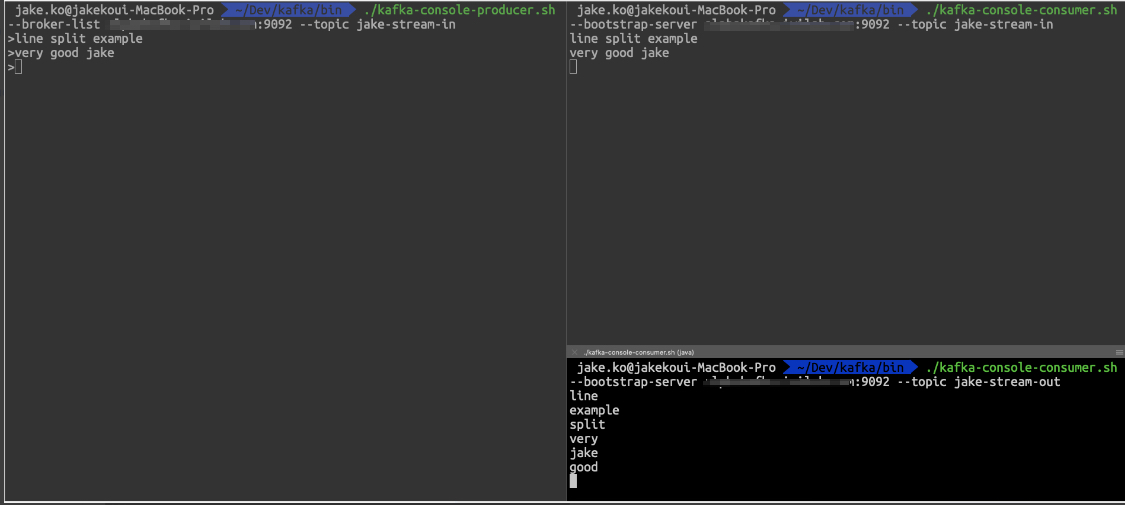 jake.ko@jakekoui-MacBook-Pro ~/Dev/kafka/bin ./kafka-console-producer.sh
--broker-list :9092 --topic jake-stream-in
>line split example
>very good jake
>
jake.ko@jakekoui-MacBook-Pro ~/Dev/kafka/bin ./kafka-console-consumer.sh
--bootstrap-server :9092 --topic jake-stream-in
line split example
very good jake
./kafka-console-consumer.sh (java)
jake.ko@jakekoui-MacBook-Pro ~/Dev/kafka/bin ./kafka-console-consumer.sh
--bootstrap-server :9092 --topic jake-stream-out
line
example
split
very
jake
good